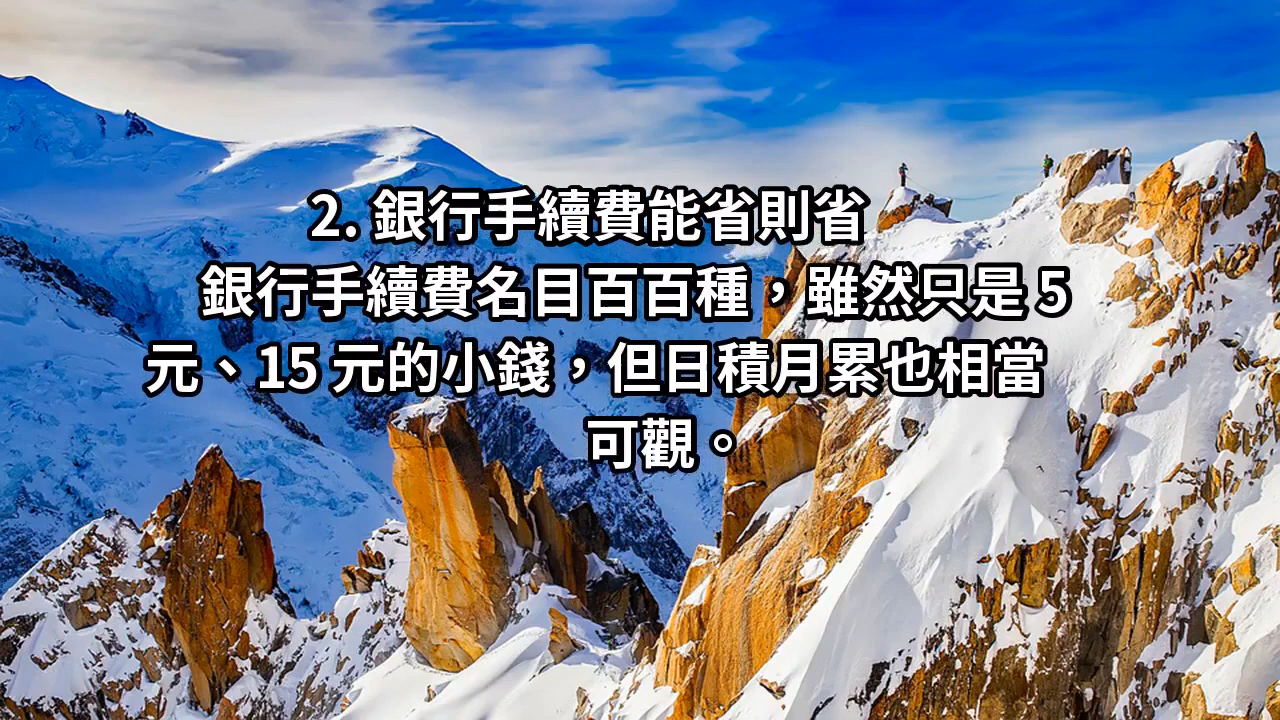 2. 銀行手續費能省則省
銀行手續費名目百百種，雖然只是 5
元、15 元的小錢，但日積月累也相當
可觀。